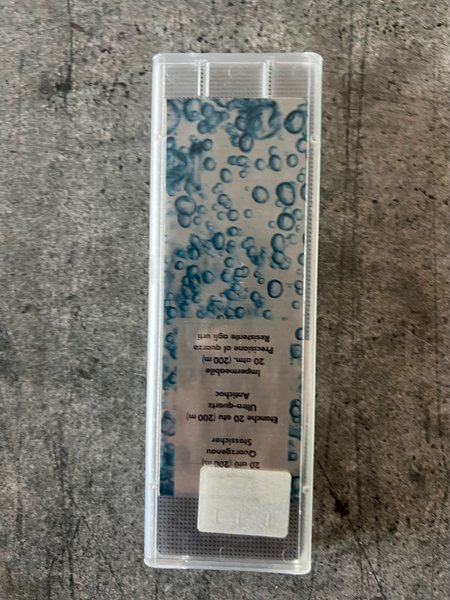 20 atü (200 m)
Quarzgenau
Stossicher
Etanche 20 atu (200 m)
Ultra-quartz
Antichoc
Impermeabile
20 atm. (200 m)
Precisione al quarzo
Resistente agli urti